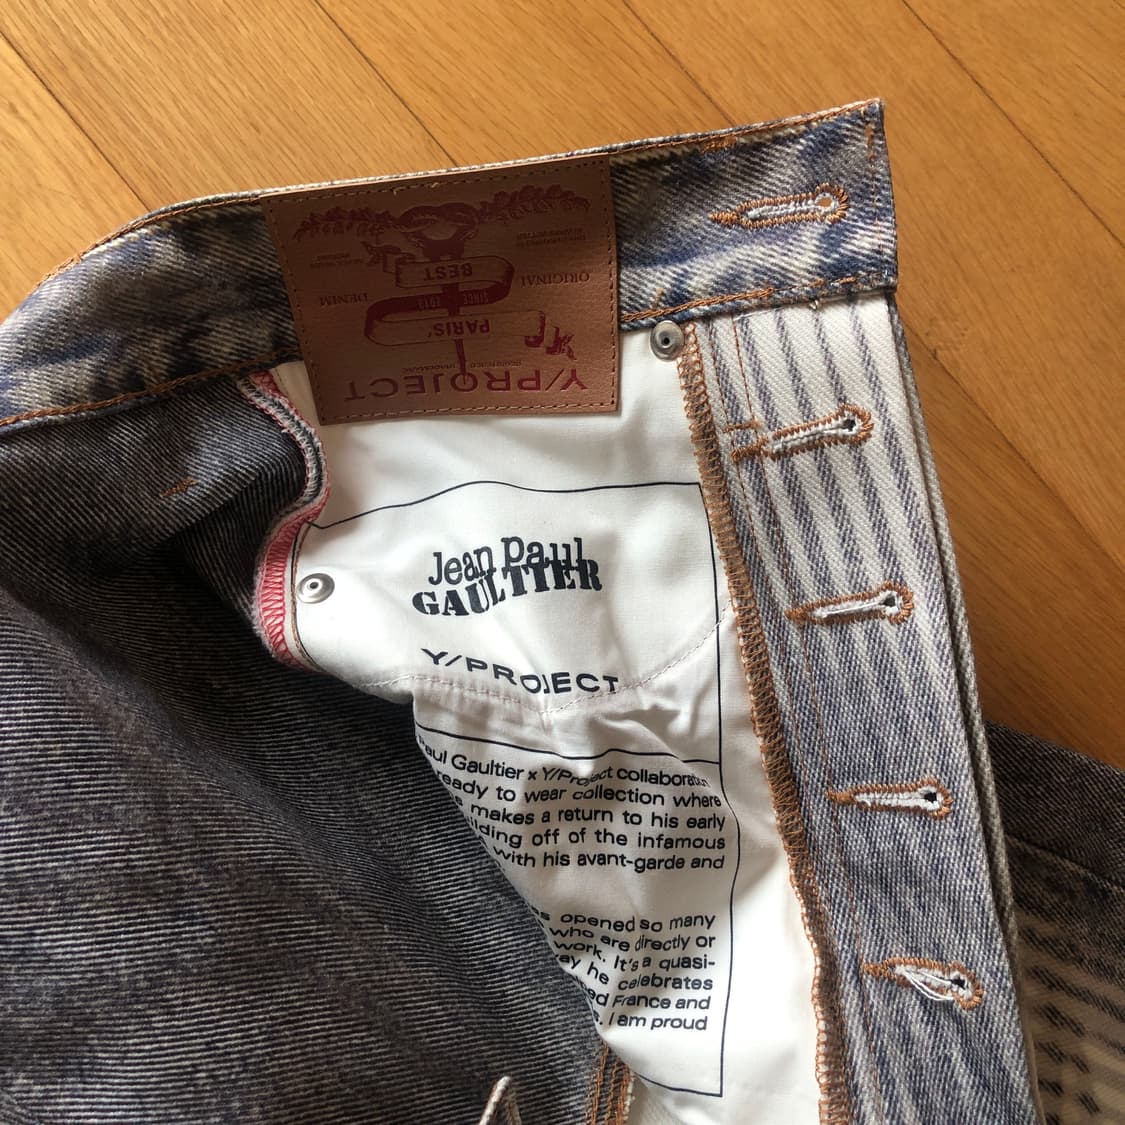 BEST
ORIGINAL
DENIM
SINCE
PARIS'
Y/PROJECT
Jean Paul
GAULTIER
Y/PROJECT
Paul Gaultier x Y/Project collaboration
ready to wear collection where
makes a return to his early
building off of the infamous
with his avant-garde and
opened so many
who are directly or
work. It's a quasi-
he celebrates
France and
I am proud